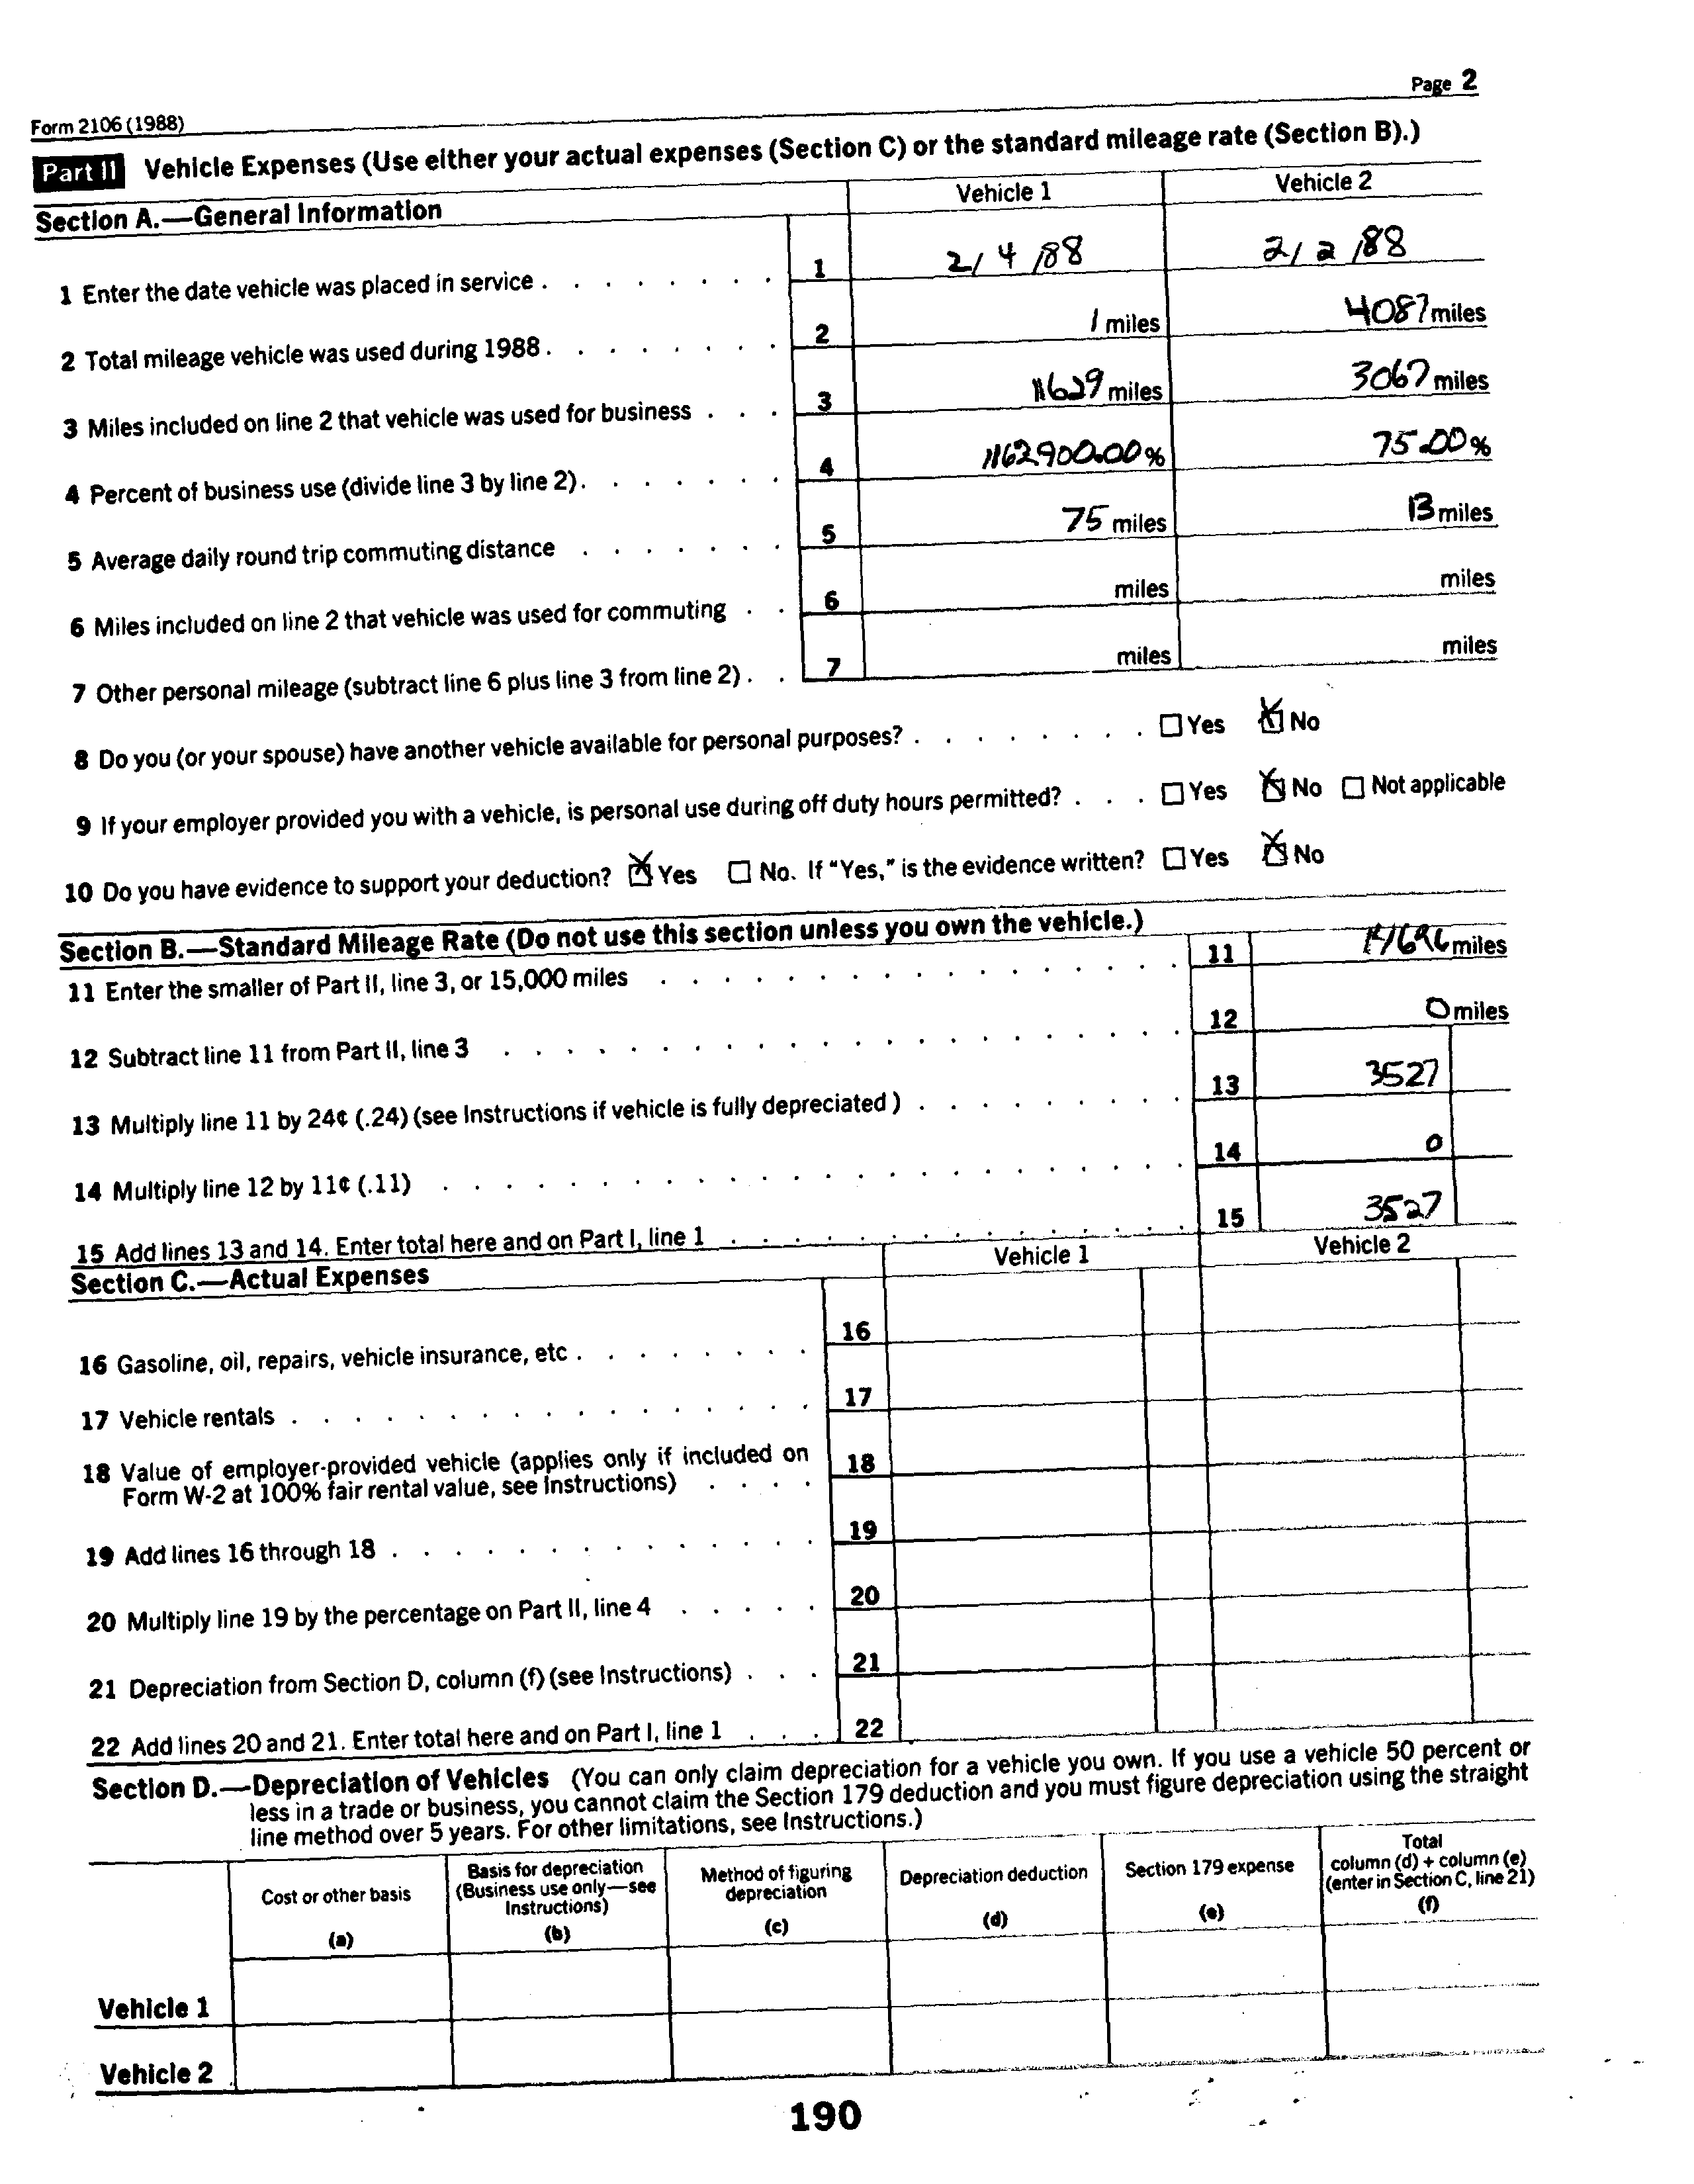 Page 2
Form 2106 (1988)
Part II Vehicle Expenses (Use either your actual expenses (Section C) or the standard mileage rate (Section B).)
Section A.—General Information Vehicle 1 Vehicle 2
1 Enter the date vehicle was placed in service . . . . . . . . 1 2/ 4 /88 2/ 2 /88
2 Total mileage vehicle was used during 1988 . . . . . . . . 2 1 miles 4087 miles
3 Miles included on line 2 that vehicle was used for business . . . 3 11629 miles 3067 miles
4 Percent of business use (divide line 3 by line 2) . . . . . . . 4 1162900.00 % 75.00 %
5 Average daily round trip commuting distance . . . . . . . 5 75 miles 13 miles
6 Miles included on line 2 that vehicle was used for commuting . . 6 miles miles
7 Other personal mileage (subtract line 6 plus line 3 from line 2) . . 7 miles miles
8 Do you (or your spouse) have another vehicle available for personal purposes? . . . . . . . . ☐ Yes ☒ No
9 If your employer provided you with a vehicle, is personal use during off duty hours permitted? . . . ☐ Yes ☒ No ☐ Not applicable
10 Do you have evidence to support your deduction? ☒ Yes ☐ No. If "Yes," is the evidence written? ☐ Yes ☒ No
Section B.—Standard Mileage Rate (Do not use this section unless you own the vehicle.)
11 Enter the smaller of Part II, line 3, or 15,000 miles . . . . . . . . . . . . . . . . 11 14696 miles
12 Subtract line 11 from Part II, line 3 . . . . . . . . . . . . . . . . . . . . 12 0 miles
13 Multiply line 11 by 24¢ (.24) (see Instructions if vehicle is fully depreciated ) . . . . . . . . . 13 3527
14 Multiply line 12 by 11¢ (.11) . . . . . . . . . . . . . . . . . . . . . . 14 0
15 Add lines 13 and 14. Enter total here and on Part I, line 1 . . . . . . . . . . . . . . 15 3527
Section C.—Actual Expenses Vehicle 1 Vehicle 2
16 Gasoline, oil, repairs, vehicle insurance, etc . . . . . . . . 16
17 Vehicle rentals . . . . . . . . . . . . . . . . 17
18 Value of employer-provided vehicle (applies only if included on 18
Form W-2 at 100% fair rental value, see Instructions) . . . .
19 Add lines 16 through 18 . . . . . . . . . . . . . 19
20 Multiply line 19 by the percentage on Part II, line 4 . . . . . 20
21 Depreciation from Section D, column (f) (see Instructions) . . . 21
22 Add lines 20 and 21. Enter total here and on Part I, line 1 . . . 22
Section D.—Depreciation of Vehicles (You can only claim depreciation for a vehicle you own. If you use a vehicle 50 percent or
less in a trade or business, you cannot claim the Section 179 deduction and you must figure depreciation using the straight
line method over 5 years. For other limitations, see Instructions.)
Cost or other basis
(a)
Basis for depreciation
(Business use only—see
Instructions)
(b)
Method of figuring
depreciation
(c)
Depreciation deduction
(d)
Section 179 expense
(e)
Total
column (d) + column (e)
(enter in Section C, line 21)
(f)
Vehicle 1
Vehicle 2
190